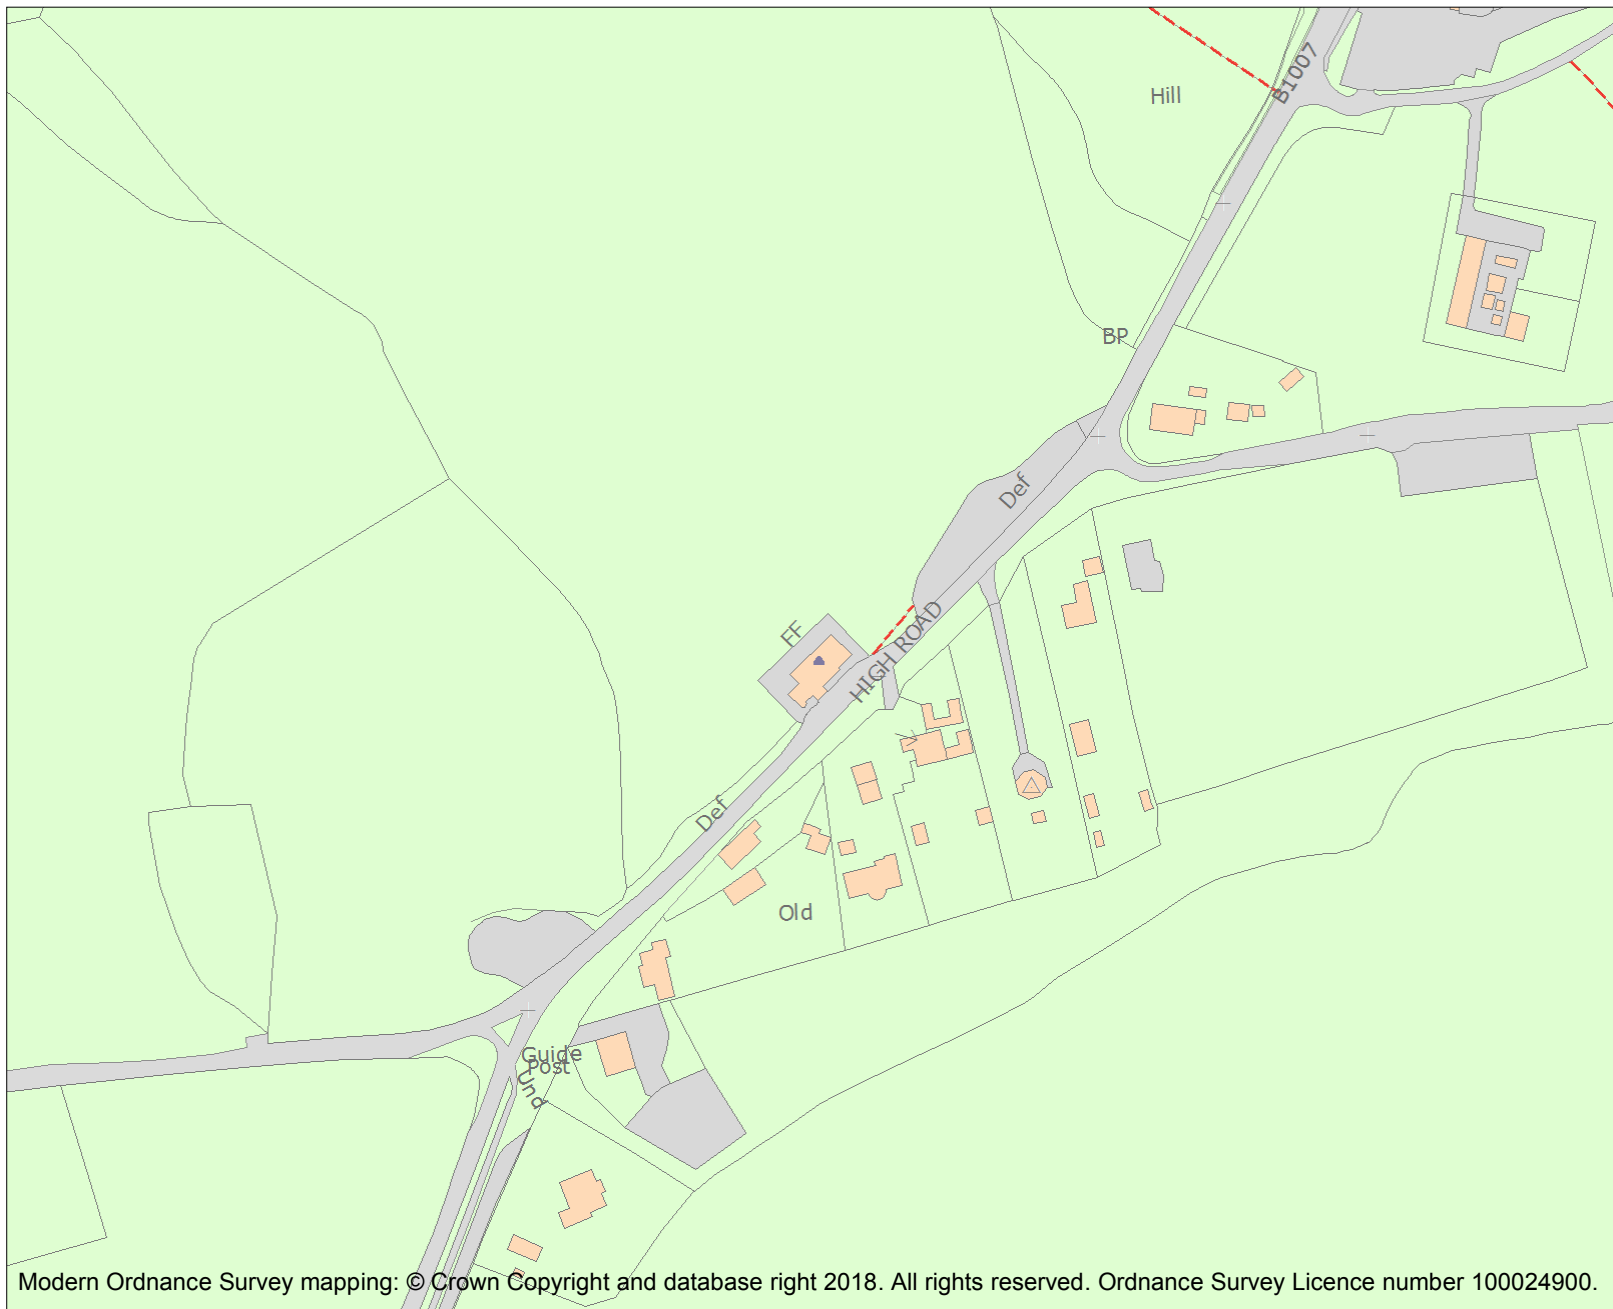 B1007
Hill
BP
Def
FF
HIGH ROAD
Def
Old
Guide
Post
Und
Modern Ordnance Survey mapping: © Crown Copyright and database right 2018. All rights reserved. Ordnance Survey Licence number 100024900.